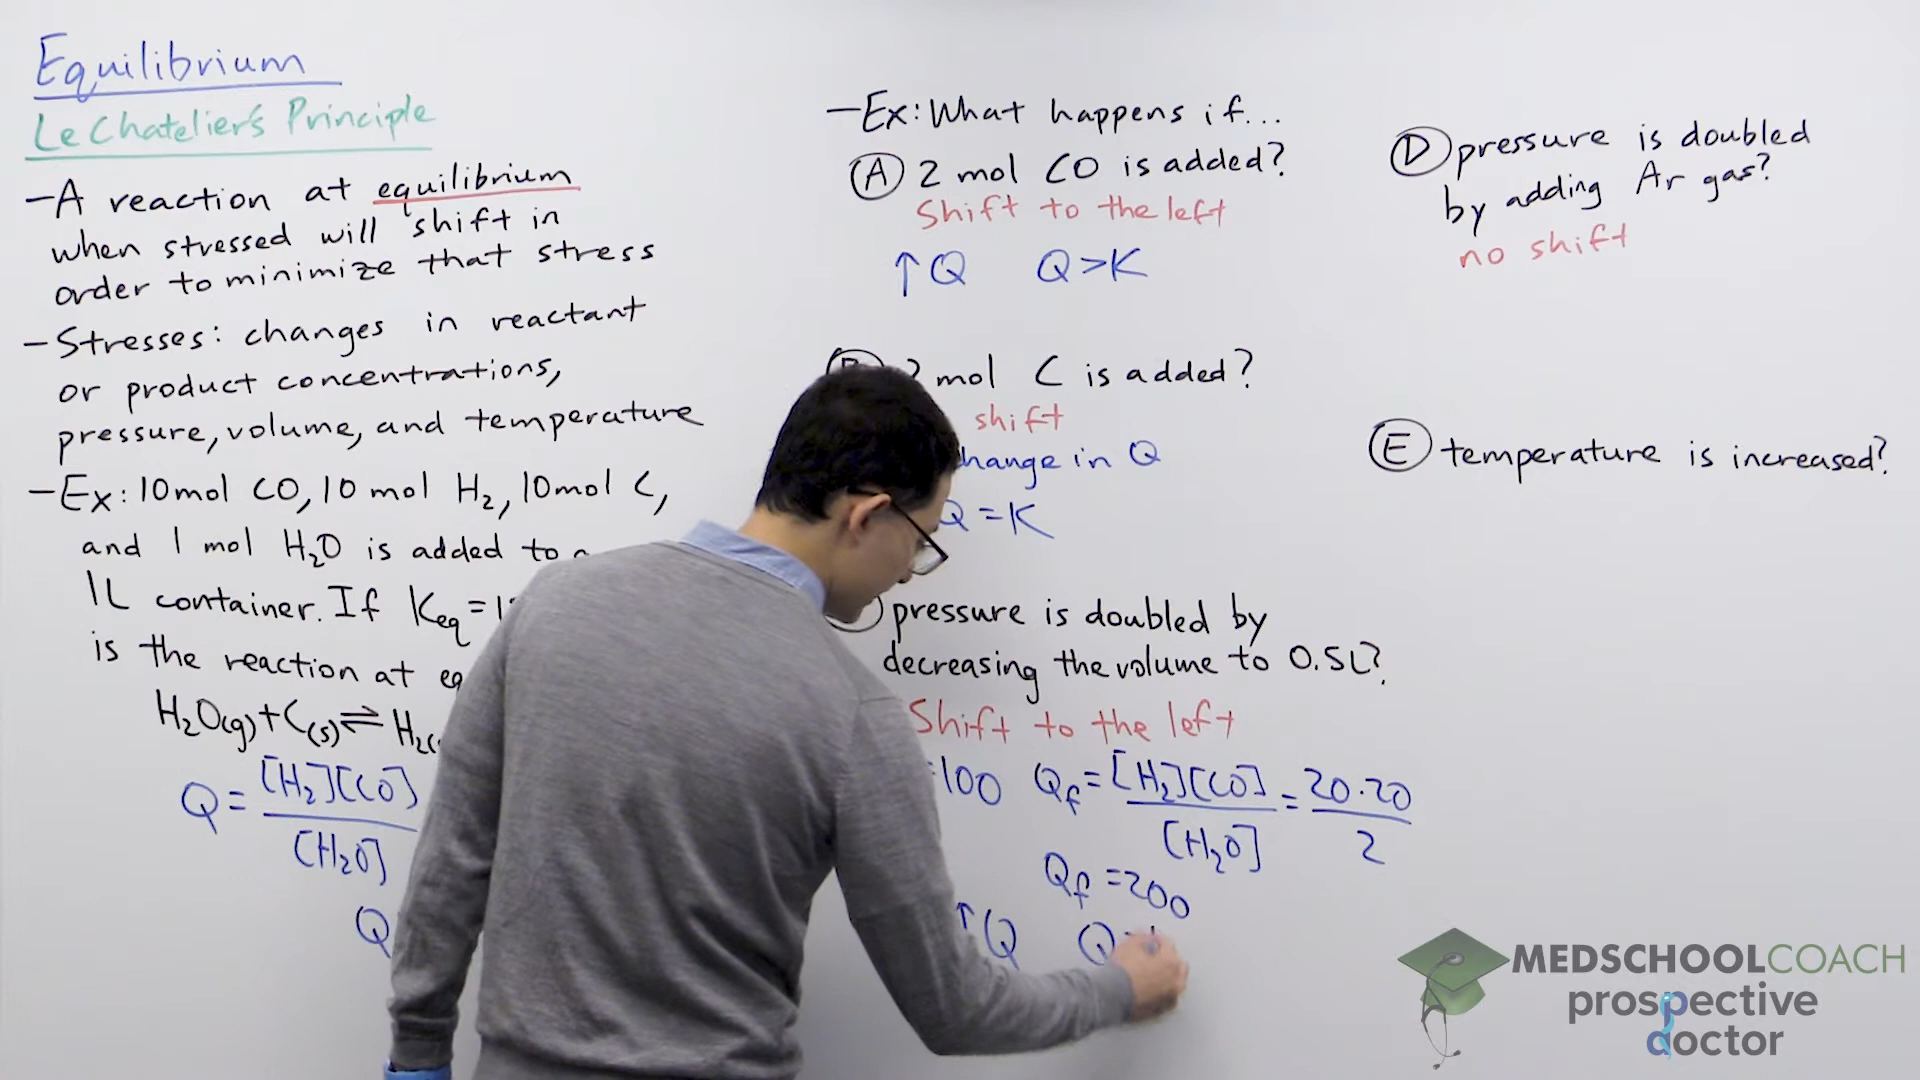 Equilibrium
Le Chatelier's Principle
-A reaction at equilibrium
when stressed will shift in
order to minimize that stress
-Stresses: changes in reactant
or product concentrations,
pressure, volume, and temperature
-Ex: 10mol CO, 10 mol H₂, 10mol C,
and 1 mol H₂O is added to
1L container. If Keq =
is the reaction at
H₂O(g)+C(s)⇌H₂(
Q=[H₂][CO]
[H₂O]
Q
-Ex: What happens if...
(A) 2 mol CO is added?
Shift to the left
↑Q Q>K
mol C is added?
shift
change in Q
Q=K
pressure is doubled by
decreasing the volume to 0.5L?
Shift to the left
=100 Qf=[H₂][CO]=20·20
[H₂O] 2
Qf=200
↑Q Q
(D) pressure is doubled
by adding Ar gas?
no shift
(E) temperature is increased?
MEDSCHOOLCOACH
prospective
doctor